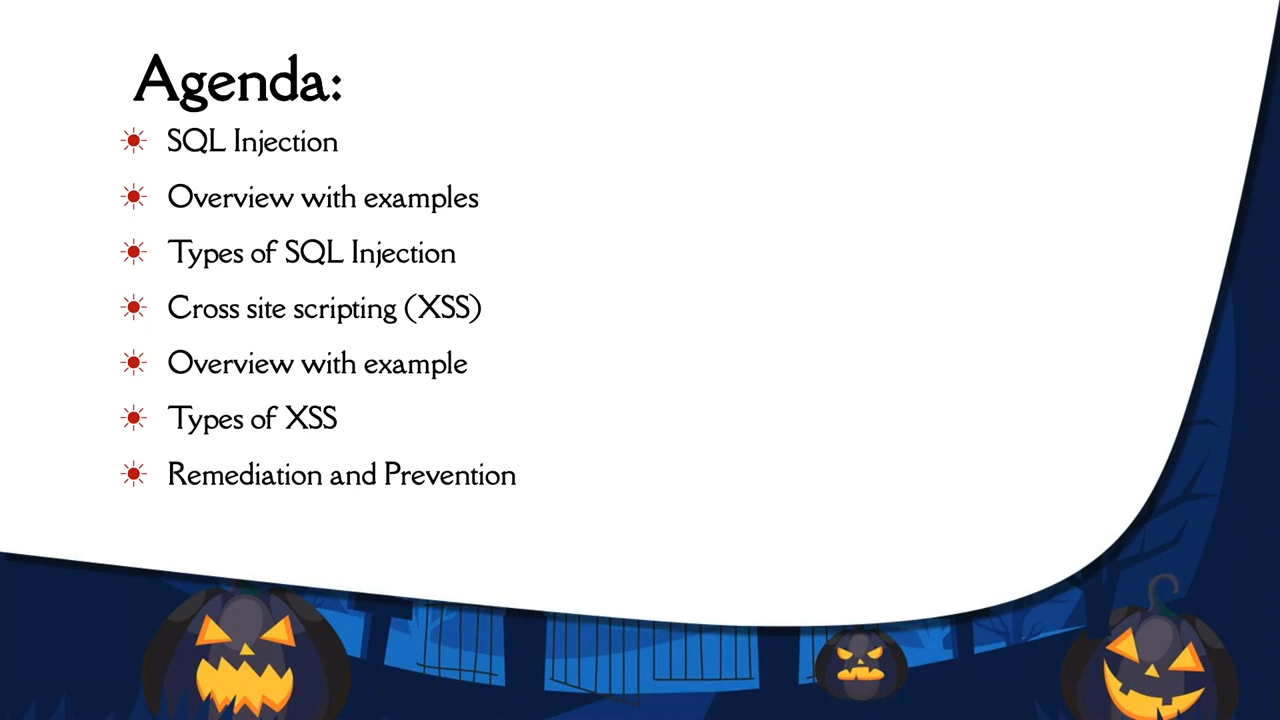 Agenda:
SQL Injection
Overview with examples
Types of SQL Injection
Cross site scripting (XSS)
Overview with example
Types of XSS
Remediation and Prevention